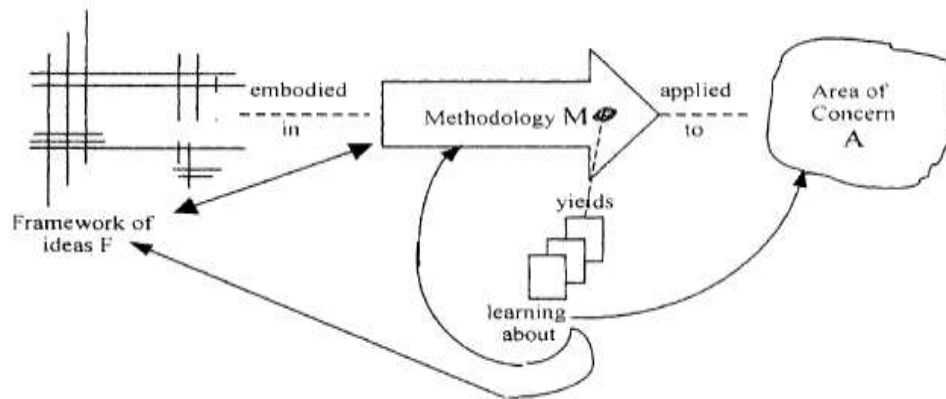 embodied
in
Methodology M
applied
to
Area of
Concern
A
Framework of
ideas F
yields
learning
about